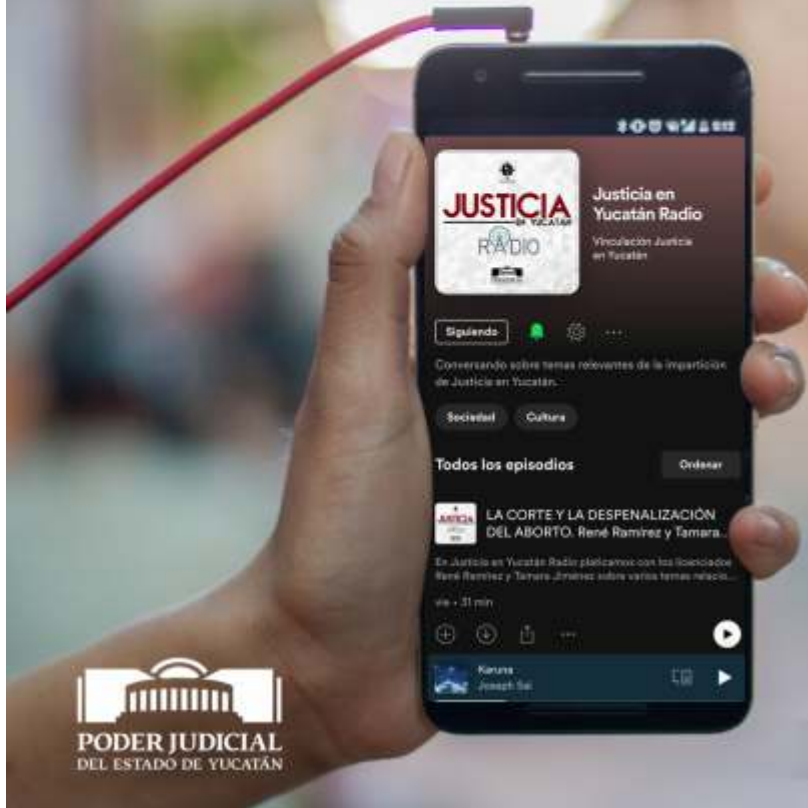 JUSTICIA
DE YUCATÁN
RADIO
Justicia en
Yucatán Radio
Vinculación Justicia
en Yucatán
Siguiendo
Conversando sobre temas relevantes de la impartición
de Justicia en Yucatán.
Sociedad Cultura
Todos los episodios Ordenar
JUSTICIA
LA CORTE Y LA DESPENALIZACIÓN
DEL ABORTO. René Ramírez y Tamara...
En Justicia en Yucatán Radio platicamos con los licenciados
René Ramírez y Tamara Jiménez sobre varios temas relacio...
vie • 31 min
Karuna
Joseph Sai
PODER JUDICIAL
DEL ESTADO DE YUCATÁN